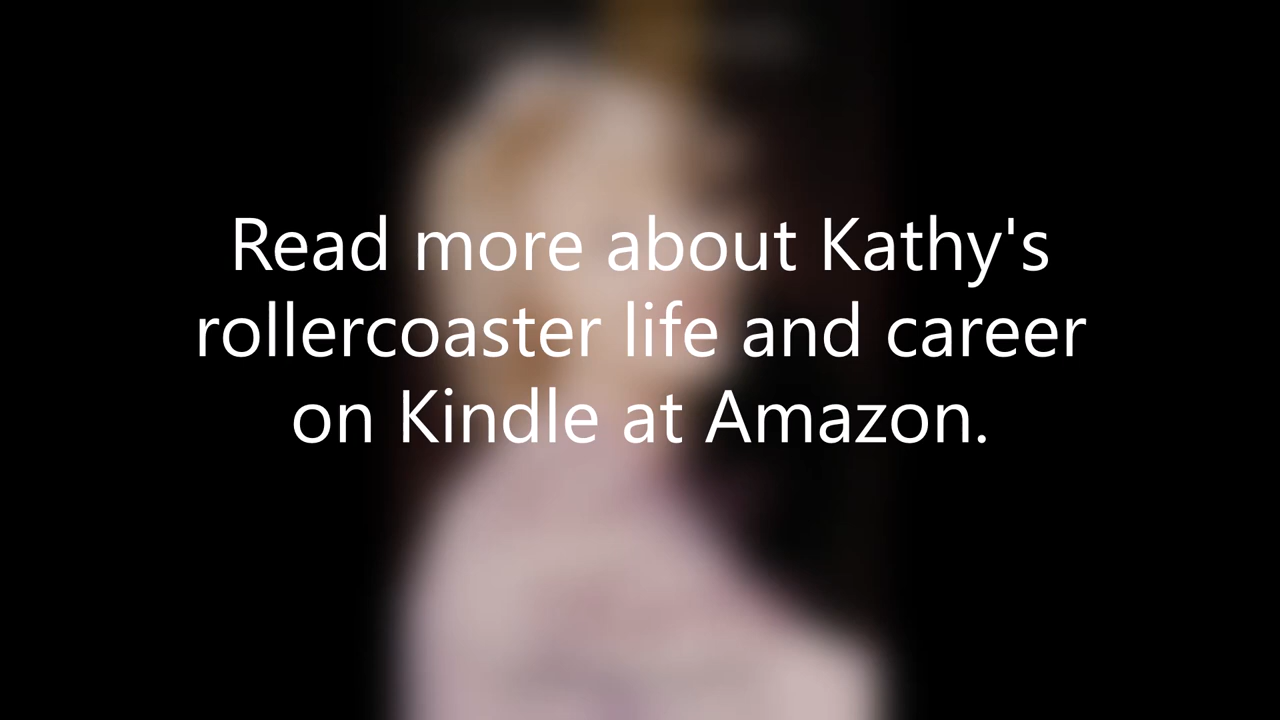 Read more about Kathy's
rollercoaster life and career
on Kindle at Amazon.